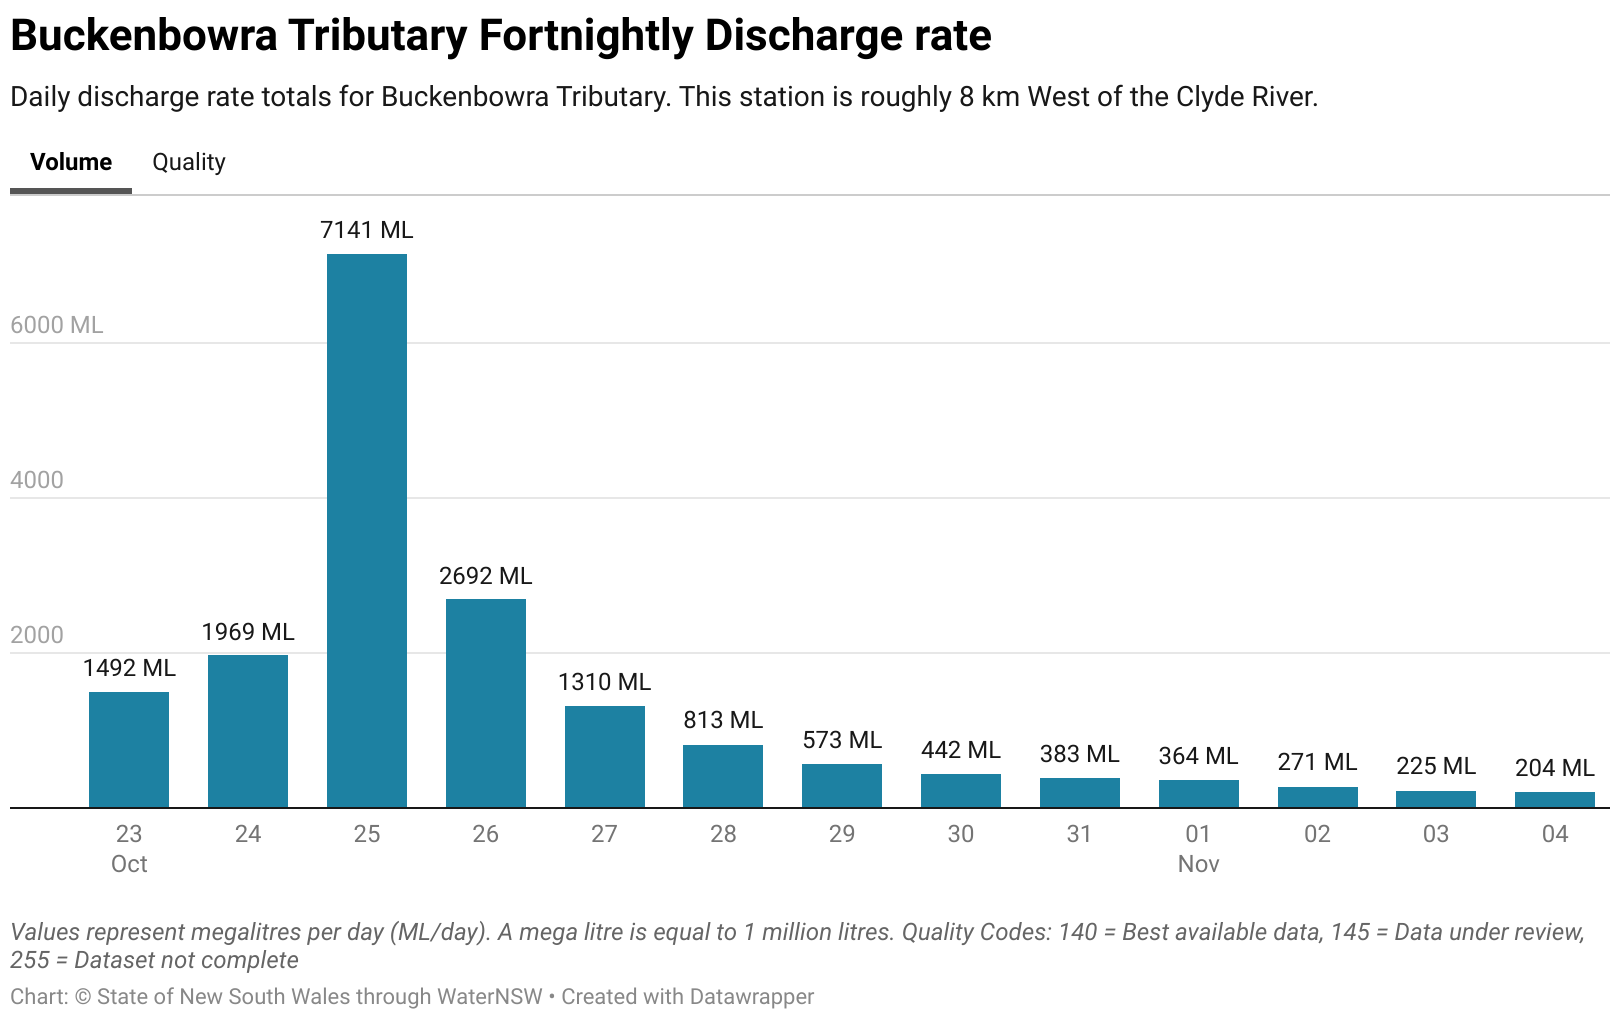 Buckenbowra Tributary Fortnightly Discharge rate
Daily discharge rate totals for Buckenbowra Tributary. This station is roughly 8 km West of the Clyde River.
Volume Quality
7141 ML
6000 ML
4000
2692 ML
2000
1969 ML
1492 ML
1310 ML
813 ML
573 ML
442 ML
383 ML
364 ML
271 ML
225 ML
204 ML
23 24 25 26 27 28 29 30 31 01 02 03 04
Oct Nov
Values represent megalitres per day (ML/day). A mega litre is equal to 1 million litres. Quality Codes: 140 = Best available data, 145 = Data under review,
255 = Dataset not complete
Chart: © State of New South Wales through WaterNSW • Created with Datawrapper